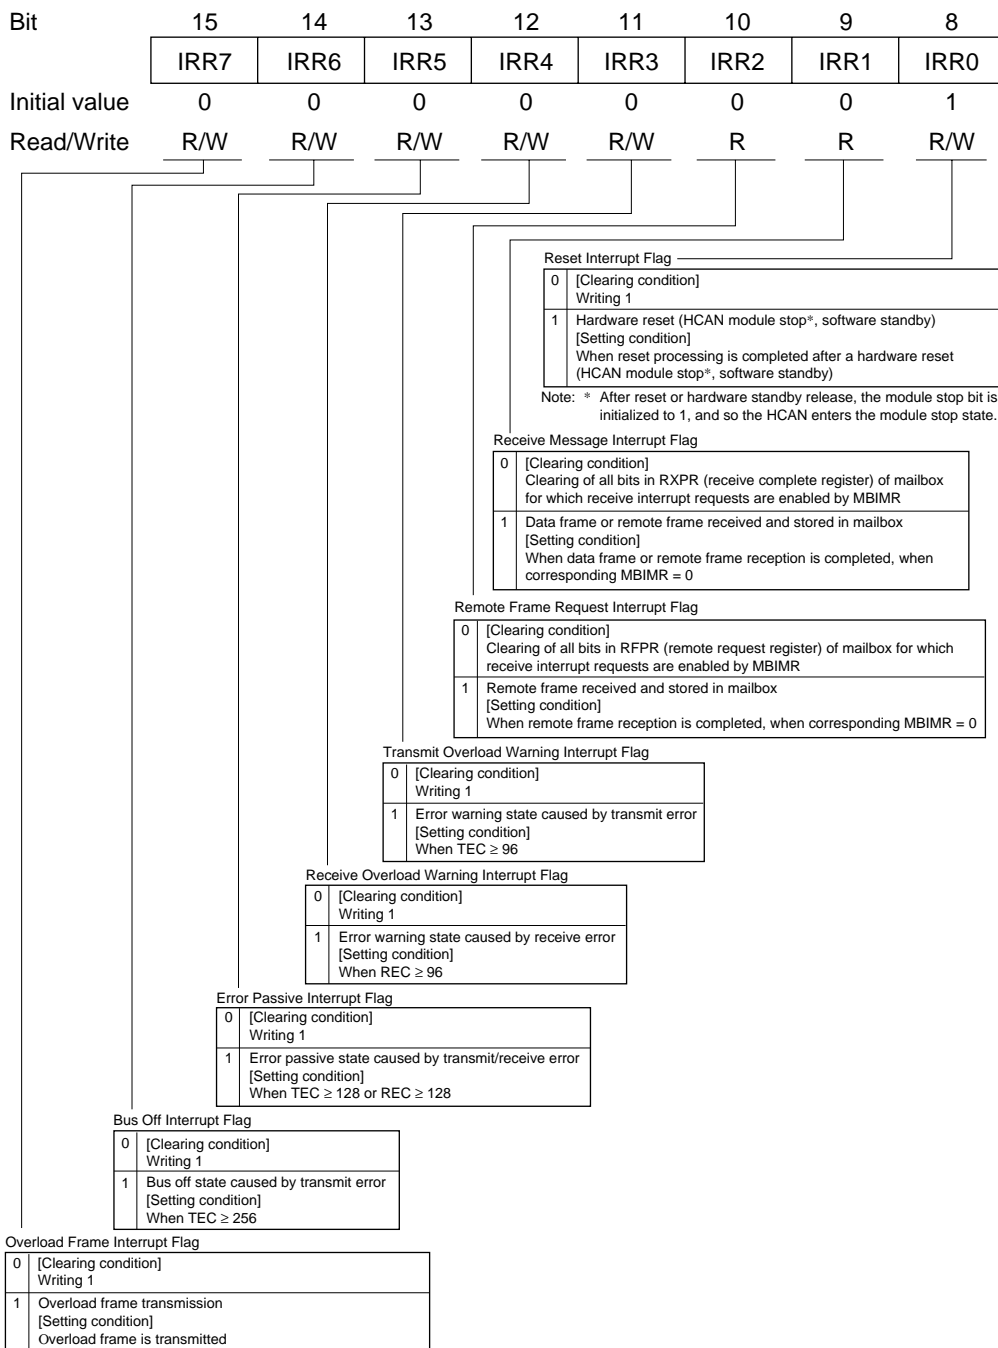 Bit 15 14 13 12 11 10 9 8
IRR7 IRR6 IRR5 IRR4 IRR3 IRR2 IRR1 IRR0
Initial value 0 0 0 0 0 0 0 1
Read/Write R/W R/W R/W R/W R/W R R R/W
Reset Interrupt Flag
0 [Clearing condition]
Writing 1
1 Hardware reset (HCAN module stop*, software standby)
[Setting condition]
When reset processing is completed after a hardware reset
(HCAN module stop*, software standby)
Note: * After reset or hardware standby release, the module stop bit is
initialized to 1, and so the HCAN enters the module stop state.
Receive Message Interrupt Flag
0 [Clearing condition]
Clearing of all bits in RXPR (receive complete register) of mailbox
for which receive interrupt requests are enabled by MBIMR
1 Data frame or remote frame received and stored in mailbox
[Setting condition]
When data frame or remote frame reception is completed, when
corresponding MBIMR = 0
Remote Frame Request Interrupt Flag
0 [Clearing condition]
Clearing of all bits in RFPR (remote request register) of mailbox for which
receive interrupt requests are enabled by MBIMR
1 Remote frame received and stored in mailbox
[Setting condition]
When remote frame reception is completed, when corresponding MBIMR = 0
Transmit Overload Warning Interrupt Flag
0 [Clearing condition]
Writing 1
1 Error warning state caused by transmit error
[Setting condition]
When TEC ≥ 96
Receive Overload Warning Interrupt Flag
0 [Clearing condition]
Writing 1
1 Error warning state caused by receive error
[Setting condition]
When REC ≥ 96
Error Passive Interrupt Flag
0 [Clearing condition]
Writing 1
1 Error passive state caused by transmit/receive error
[Setting condition]
When TEC ≥ 128 or REC ≥ 128
Bus Off Interrupt Flag
0 [Clearing condition]
Writing 1
1 Bus off state caused by transmit error
[Setting condition]
When TEC ≥ 256
Overload Frame Interrupt Flag
0 [Clearing condition]
Writing 1
1 Overload frame transmission
[Setting condition]
Overload frame is transmitted